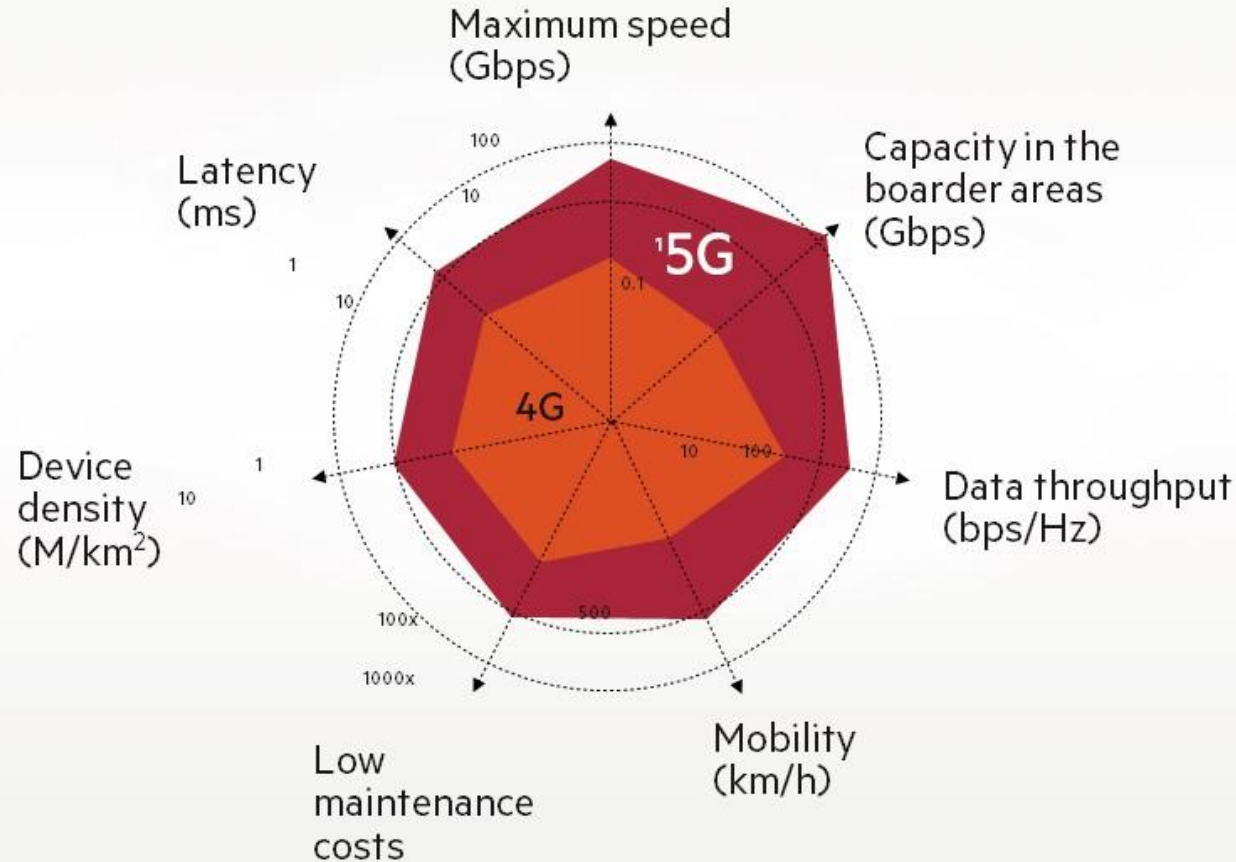 Maximum speed
(Gbps)
100
10
Capacity in the
boarder areas
(Gbps)
Latency
(ms)
1
10
¹5G
0.1
4G
10
100
Data throughput
(bps/Hz)
Device
density
(M/km²)
1
10
500
100x
1000x
Mobility
(km/h)
Low
maintenance
costs